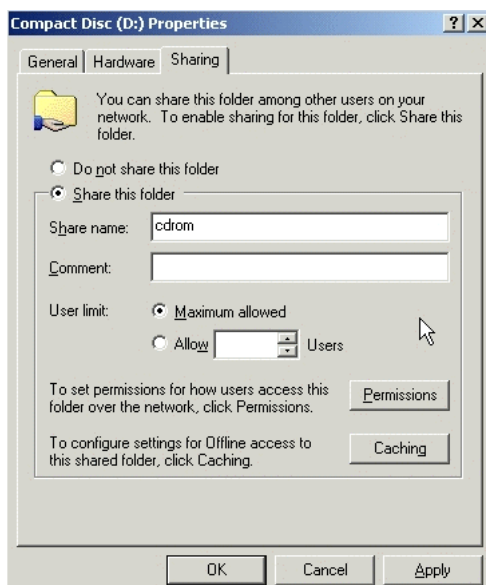 Compact Disc (D:) Properties
General Hardware Sharing
You can share this folder among other users on your
network. To enable sharing for this folder, click Share this
folder.
Do not share this folder
Share this folder
Share name: cdrom
Comment:
User limit: Maximum allowed
Allow Users
To set permissions for how users access this
folder over the network, click Permissions.
Permissions
To configure settings for Offline access to
this shared folder, click Caching.
Caching
OK Cancel Apply